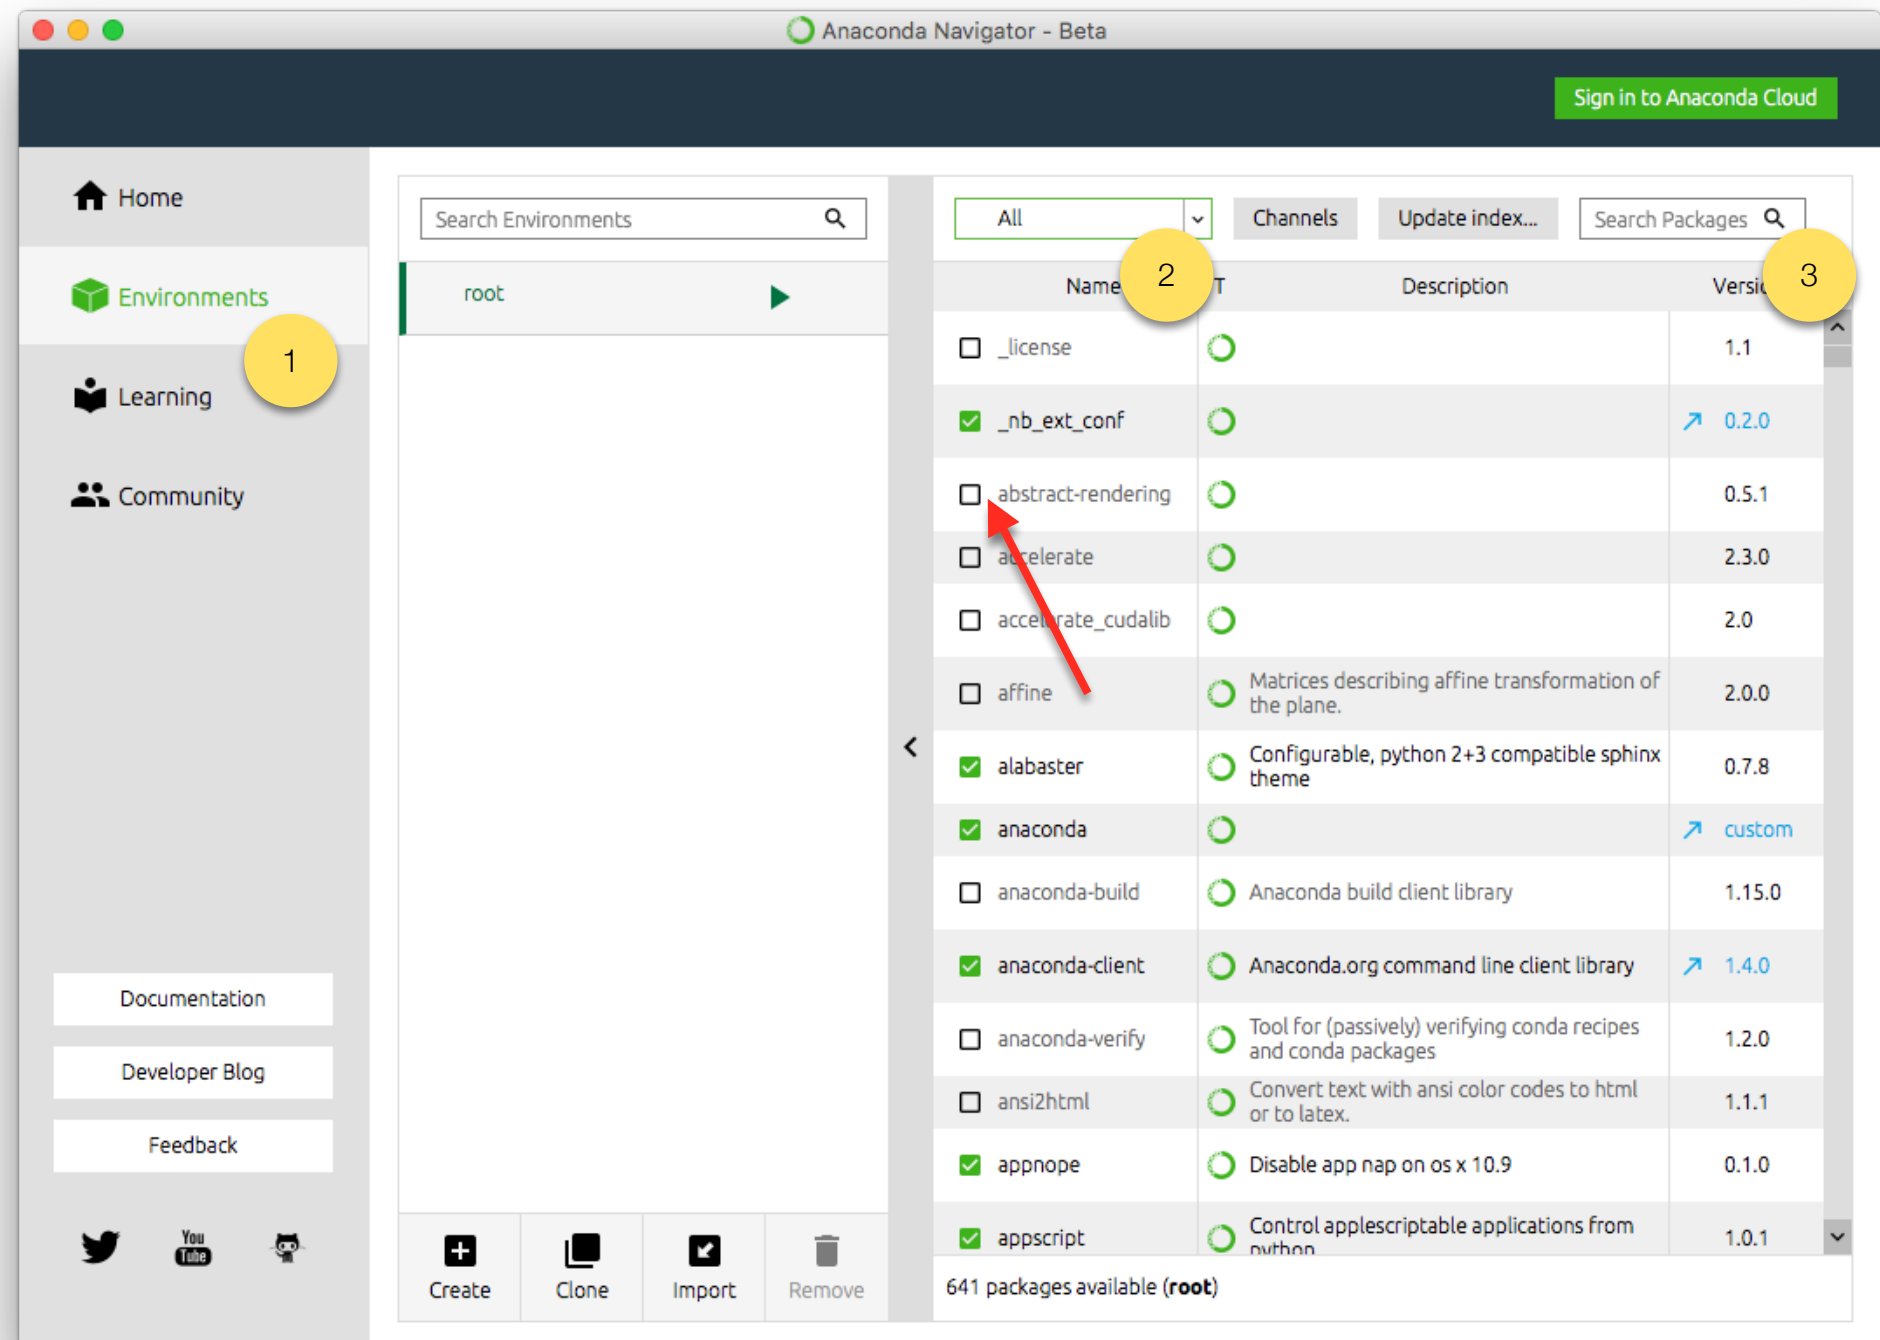 Anaconda Navigator - Beta
Sign in to Anaconda Cloud
Home
Environments
1
Learning
Community
Documentation
Developer Blog
Feedback
You
Tube
Search Environments
root
Create
Clone
Import
Remove
All
Channels
Update index...
Search Packages
2
3
Name T Description
_license 1.1
_nb_ext_conf 0.2.0
abstract-rendering 0.5.1
accelerate 2.3.0
accelerate_cudalib 2.0
affine Matrices describing affine transformation of
the plane. 2.0.0
alabaster Configurable, python 2+3 compatible sphinx
theme 0.7.8
anaconda custom
anaconda-build Anaconda build client library 1.15.0
anaconda-client Anaconda.org command line client library 1.4.0
anaconda-verify Tool for (passively) verifying conda recipes
and conda packages 1.2.0
ansi2html Convert text with ansi color codes to html
or to latex. 1.1.1
appnope Disable app nap on os x 10.9 0.1.0
appscript Control applescriptable applications from
python 1.0.1
641 packages available (root)